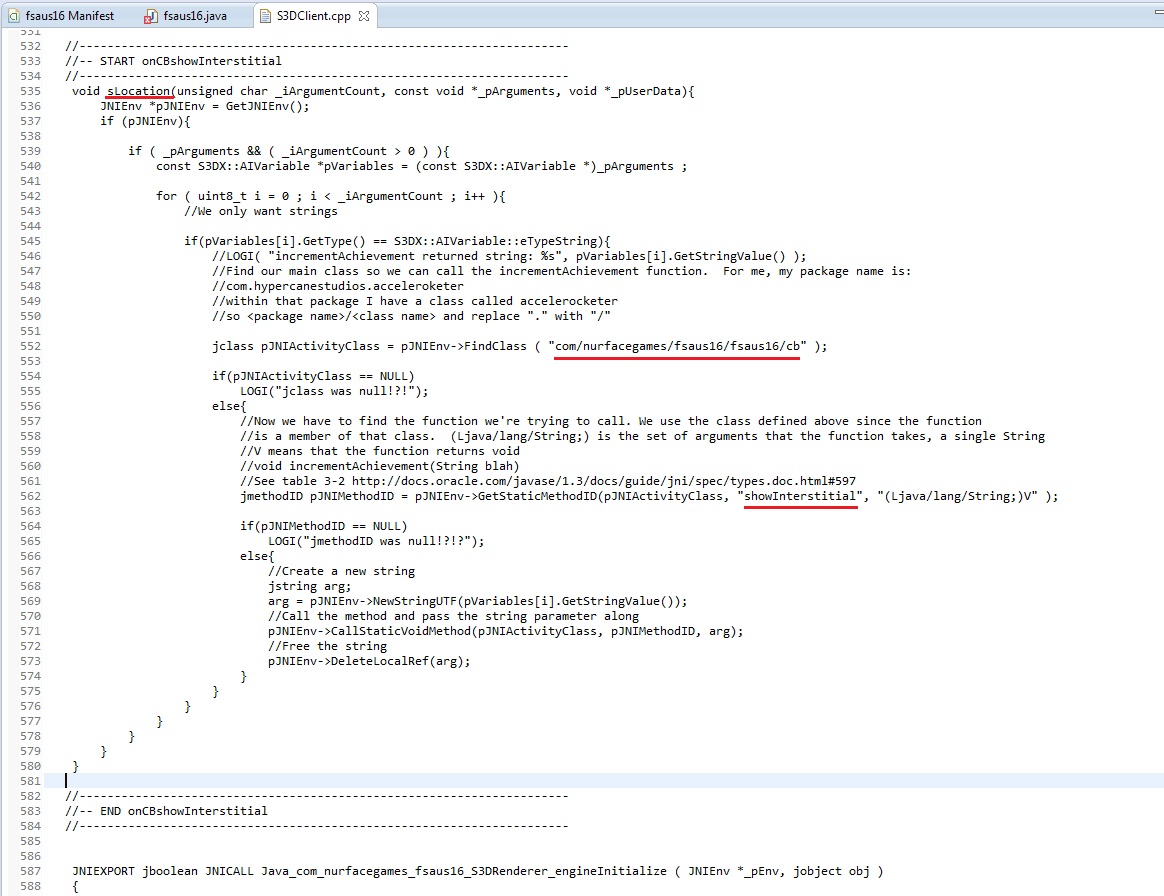 fsaus16 Manifest fsaus16.java S3DClient.cpp
531
532 //---------------------------------------------------------------------
533 //-- START onCBshowInterstitial
534 //---------------------------------------------------------------------
535 void sLocation(unsigned char _iArgumentCount, const void *_pArguments, void *_pUserData){
536 JNIEnv *pJNIEnv = GetJNIEnv();
537 if (pJNIEnv){
538
539 if ( _pArguments && ( _iArgumentCount > 0 ) ){
540 const S3DX::AIVariable *pVariables = (const S3DX::AIVariable *)_pArguments ;
541
542 for ( uint8_t i = 0 ; i < _iArgumentCount ; i++ ){
543 //We only want strings
544
545 if(pVariables[i].GetType() == S3DX::AIVariable::eTypeString){
546 //LOGI( "incrementAchievement returned string: %s", pVariables[i].GetStringValue() );
547 //Find our main class so we can call the incrementAchievement function.  For me, my package name is:
548 //com.hypercanestudios.acceleroketer
549 //within that package I have a class called accelerocketer
550 //so <package name>/<class name> and replace "." with "/"
551
552 jclass pJNIActivityClass = pJNIEnv->FindClass ( "com/nurfacegames/fsaus16/fsaus16/cb" );
553
554 if(pJNIActivityClass == NULL)
555 LOGI("jclass was null!?!");
556 else{
557 //Now we have to find the function we're trying to call. We use the class defined above since the function
558 //is a member of that class.  (Ljava/lang/String;) is the set of arguments that the function takes, a single String
559 //V means that the function returns void
560 //void incrementAchievement(String blah)
561 //See table 3-2 http://docs.oracle.com/javase/1.3/docs/guide/jni/spec/types.doc.html#597
562 jmethodID pJNIMethodID = pJNIEnv->GetStaticMethodID(pJNIActivityClass, "showInterstitial", "(Ljava/lang/String;)V" );
563
564 if(pJNIMethodID == NULL)
565 LOGI("jmethodID was null!?!?");
566 else{
567 //Create a new string
568 jstring arg;
569 arg = pJNIEnv->NewStringUTF(pVariables[i].GetStringValue());
570 //Call the method and pass the string parameter along
571 pJNIEnv->CallStaticVoidMethod(pJNIActivityClass, pJNIMethodID, arg);
572 //Free the string
573 pJNIEnv->DeleteLocalRef(arg);
574 }
575 }
576 }
577 }
578 }
579 }
580 }
581
582 //---------------------------------------------------------------------
583 //-- END onCBshowInterstitial
584 //---------------------------------------------------------------------
585
586
587 JNIEXPORT jboolean JNICALL Java_com_nurfacegames_fsaus16_S3DRenderer_engineInitialize ( JNIEnv *_pEnv, jobject obj )
588 {